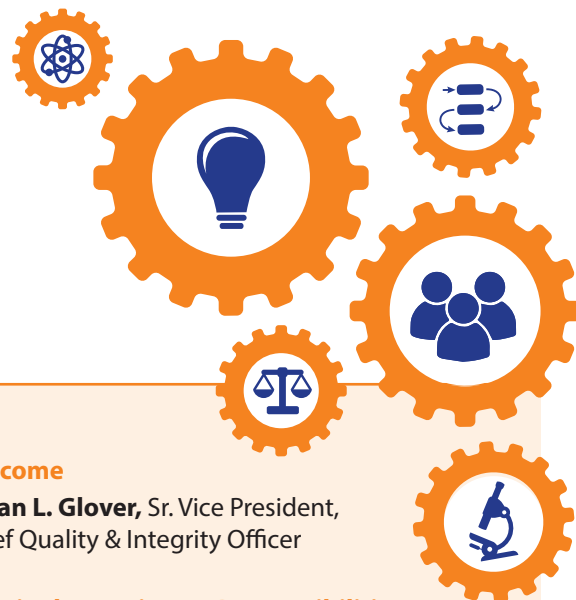 come
an L. Glover, Sr. Vice President,
ef Quality & Integrity Officer